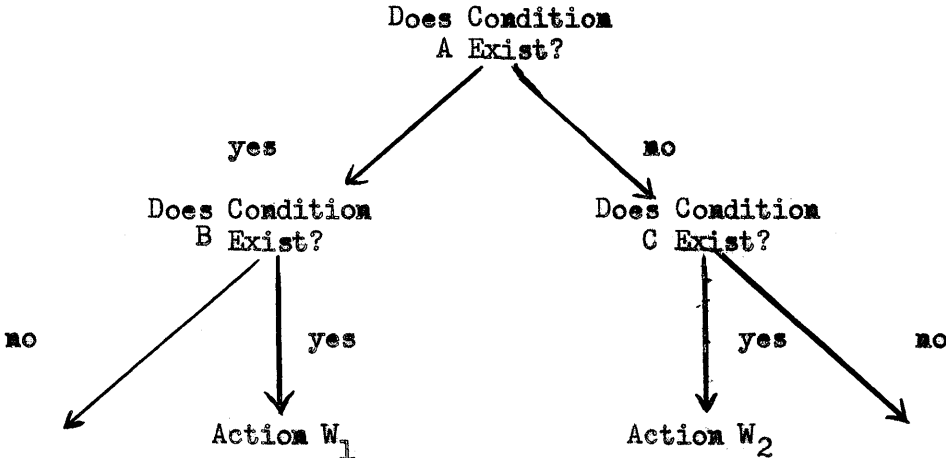 Does Condition
A Exist?
yes
no
Does Condition
B Exist?
Does Condition
C Exist?
no
yes
yes
no
Action W1
Action W2